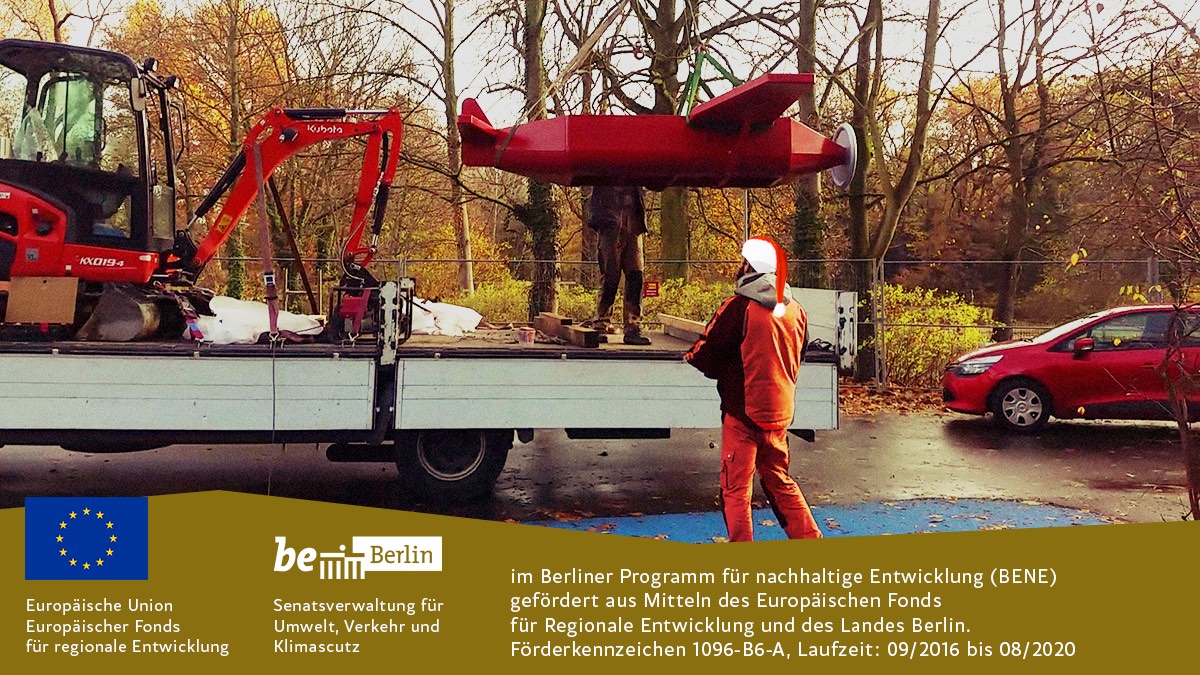 Kubota
KX019-4
Europäische Union
Europäischer Fonds
für regionale Entwicklung
be Berlin
Senatsverwaltung für
Umwelt, Verkehr und
Klimascutz
im Berliner Programm für nachhaltige Entwicklung (BENE)
gefördert aus Mitteln des Europäischen Fonds
für Regionale Entwicklung und des Landes Berlin.
Förderkennzeichen 1096-B6-A, Laufzeit: 09/2016 bis 08/2020